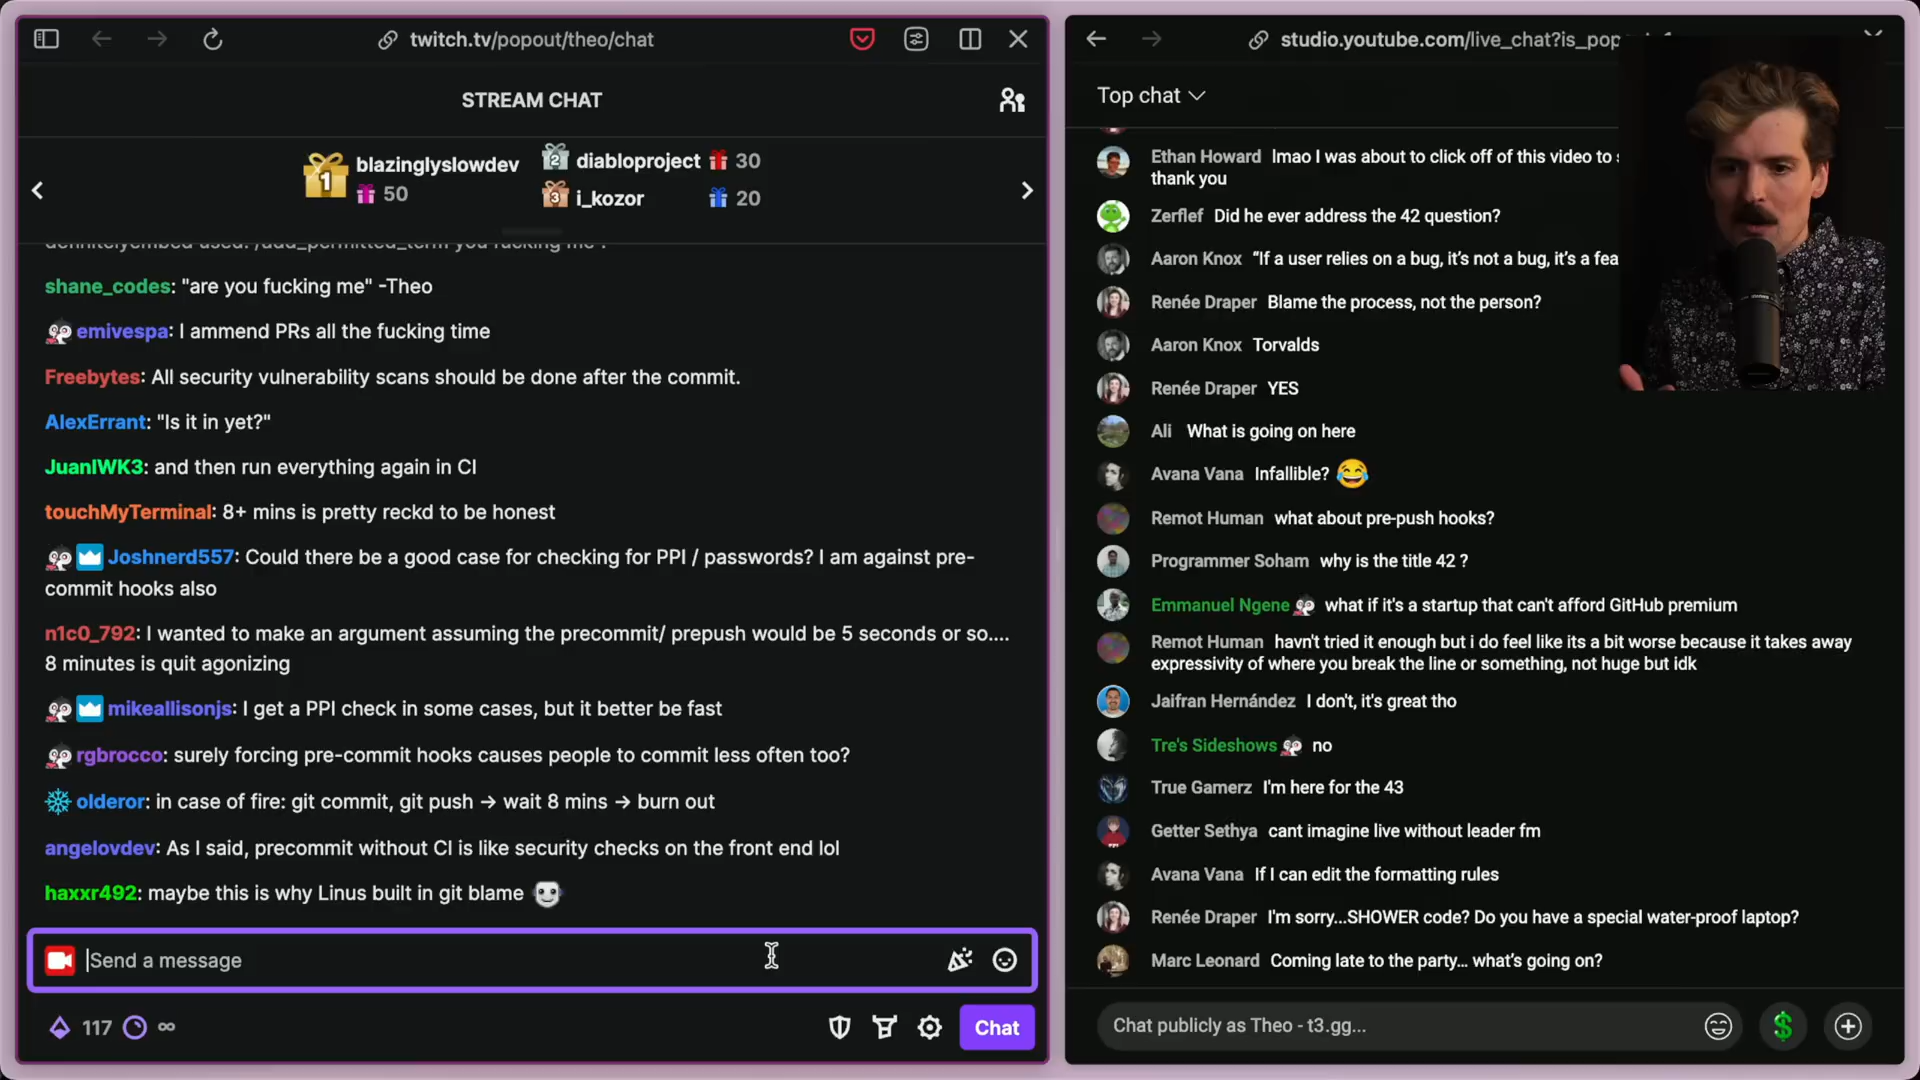 twitch.tv/popout/theo/chat
STREAM CHAT
1
blazinglyslowdev
50
2
diabloproject
30
3
i_kozor
20
shane_codes: "are you fucking me" -Theo
emivespa: I ammend PRs all the fucking time
Freebytes: All security vulnerability scans should be done after the commit.
AlexErrant: "Is it in yet?"
JuanIWK3: and then run everything again in CI
touchMyTerminal: 8+ mins is pretty reckd to be honest
Joshnerd557: Could there be a good case for checking for PPI / passwords? I am against pre-
commit hooks also
n1c0_792: I wanted to make an argument assuming the precommit/ prepush would be 5 seconds or so....
8 minutes is quit agonizing
mikeallisonjs: I get a PPI check in some cases, but it better be fast
rgbrocco: surely forcing pre-commit hooks causes people to commit less often too?
olderor: in case of fire: git commit, git push → wait 8 mins → burn out
angelovdev: As I said, precommit without CI is like security checks on the front end lol
haxxr492: maybe this is why Linus built in git blame
Send a message
117
∞
Chat
studio.youtube.com/live_chat?is_pop
Top chat
Ethan Howard lmao I was about to click off of this video to
thank you
Zerflef Did he ever address the 42 question?
Aaron Knox “If a user relies on a bug, it’s not a bug, it’s a fea
Renée Draper Blame the process, not the person?
Aaron Knox Torvalds
Renée Draper YES
Ali What is going on here
Avana Vana Infallible? 😂
Remot Human what about pre-push hooks?
Programmer Soham why is the title 42 ?
Emmanuel Ngene what if it's a startup that can't afford GitHub premium
Remot Human havn't tried it enough but i do feel like its a bit worse because it takes away
expressivity of where you break the line or something, not huge but idk
Jaifran Hernández I don't, it's great tho
Tre's Sideshows no
True Gamerz I'm here for the 43
Getter Sethya cant imagine live without leader fm
Avana Vana If I can edit the formatting rules
Renée Draper I'm sorry...SHOWER code? Do you have a special water-proof laptop?
Marc Leonard Coming late to the party... what’s going on?
Chat publicly as Theo - t3.gg...